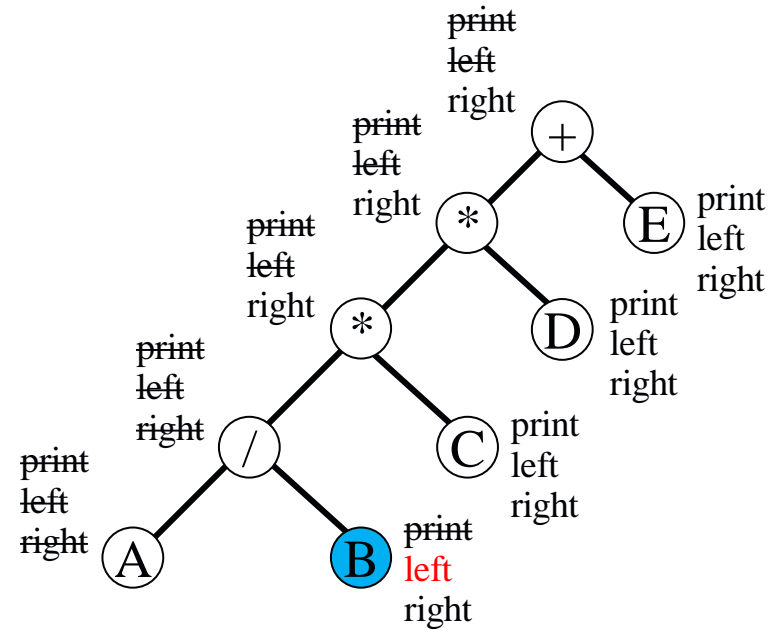 print
left
right
+
print
left
right
*
E
print
left
right
print
left
right
*
D
print
left
right
print
left
right
/
C
print
left
right
print
left
right
A
B
print
left
right